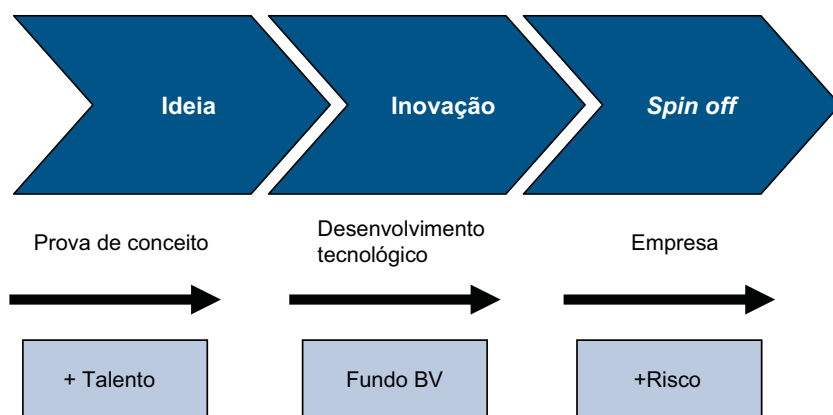 Ideia
Inovação
Spin off
Prova de conceito
Desenvolvimento
tecnológico
Empresa
+ Talento
Fundo BV
+Risco